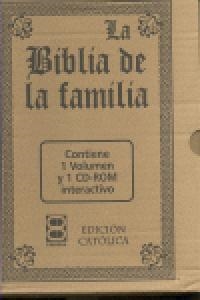 La
Biblia de
la familia
Contiene
1 Volumen
y 1 CD-ROM
interactivo
EDICIÓN
CATÓLICA